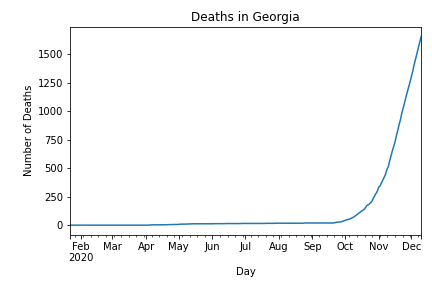 Deaths in Georgia
Number of Deaths
1500
1250
1000
750
500
250
0
Feb Mar Apr May Jun Jul Aug Sep Oct Nov Dec
2020
Day